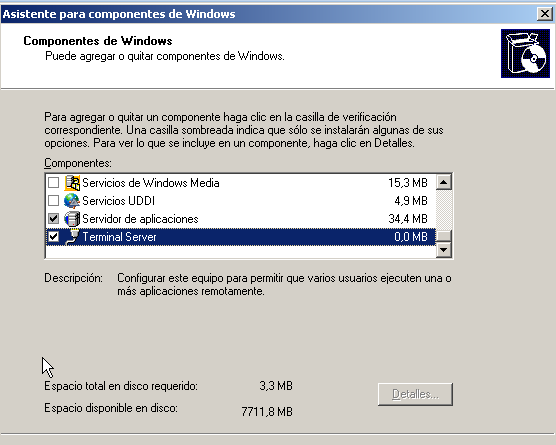 Asistente para componentes de Windows
Componentes de Windows
Puede agregar o quitar componentes de Windows.
Para agregar o quitar un componente haga clic en la casilla de verificación
correspondiente. Una casilla sombreada indica que sólo se instalarán algunas de sus
opciones. Para ver lo que se incluye en un componente, haga clic en Detalles.
Componentes:
Servicios de Windows Media 15,3 MB
Servicios UDDI 4,9 MB
Servidor de aplicaciones 34,4 MB
Terminal Server 0,0 MB
Descripción: Configurar este equipo para permitir que varios usuarios ejecuten una o
más aplicaciones remotamente.
Espacio total en disco requerido: 3,3 MB
Detalles...
Espacio disponible en disco: 7711,8 MB